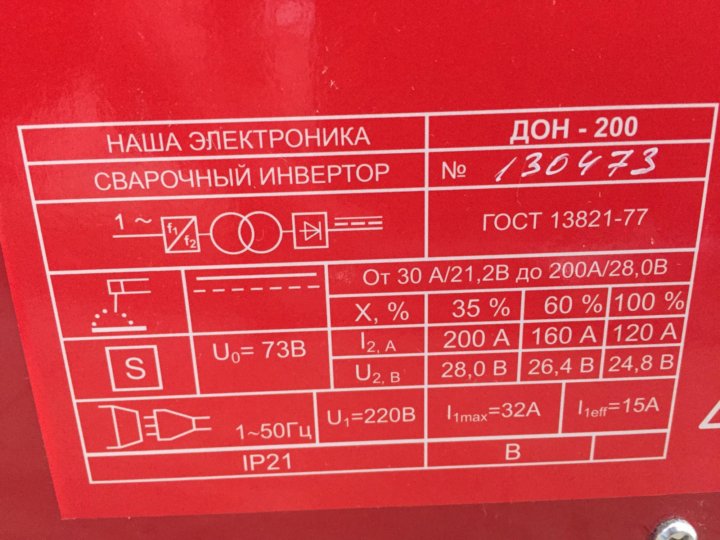 НАША ЭЛЕКТРОНИКА ДОН - 200
СВАРОЧНЫЙ ИНВЕРТОР № 130473
1~ f₁/f₂ ГОСТ 13821-77
От 30 А/21,2В до 200А/28,0В
X, % 35 % 60 % 100 %
S U₀= 73В I₂, А 200 А 160 А 120 А
U₂, В 28,0 В 26,4 В 24,8 В
1~50Гц U₁=220В I₁max=32А I₁eff=15А
IP21 В